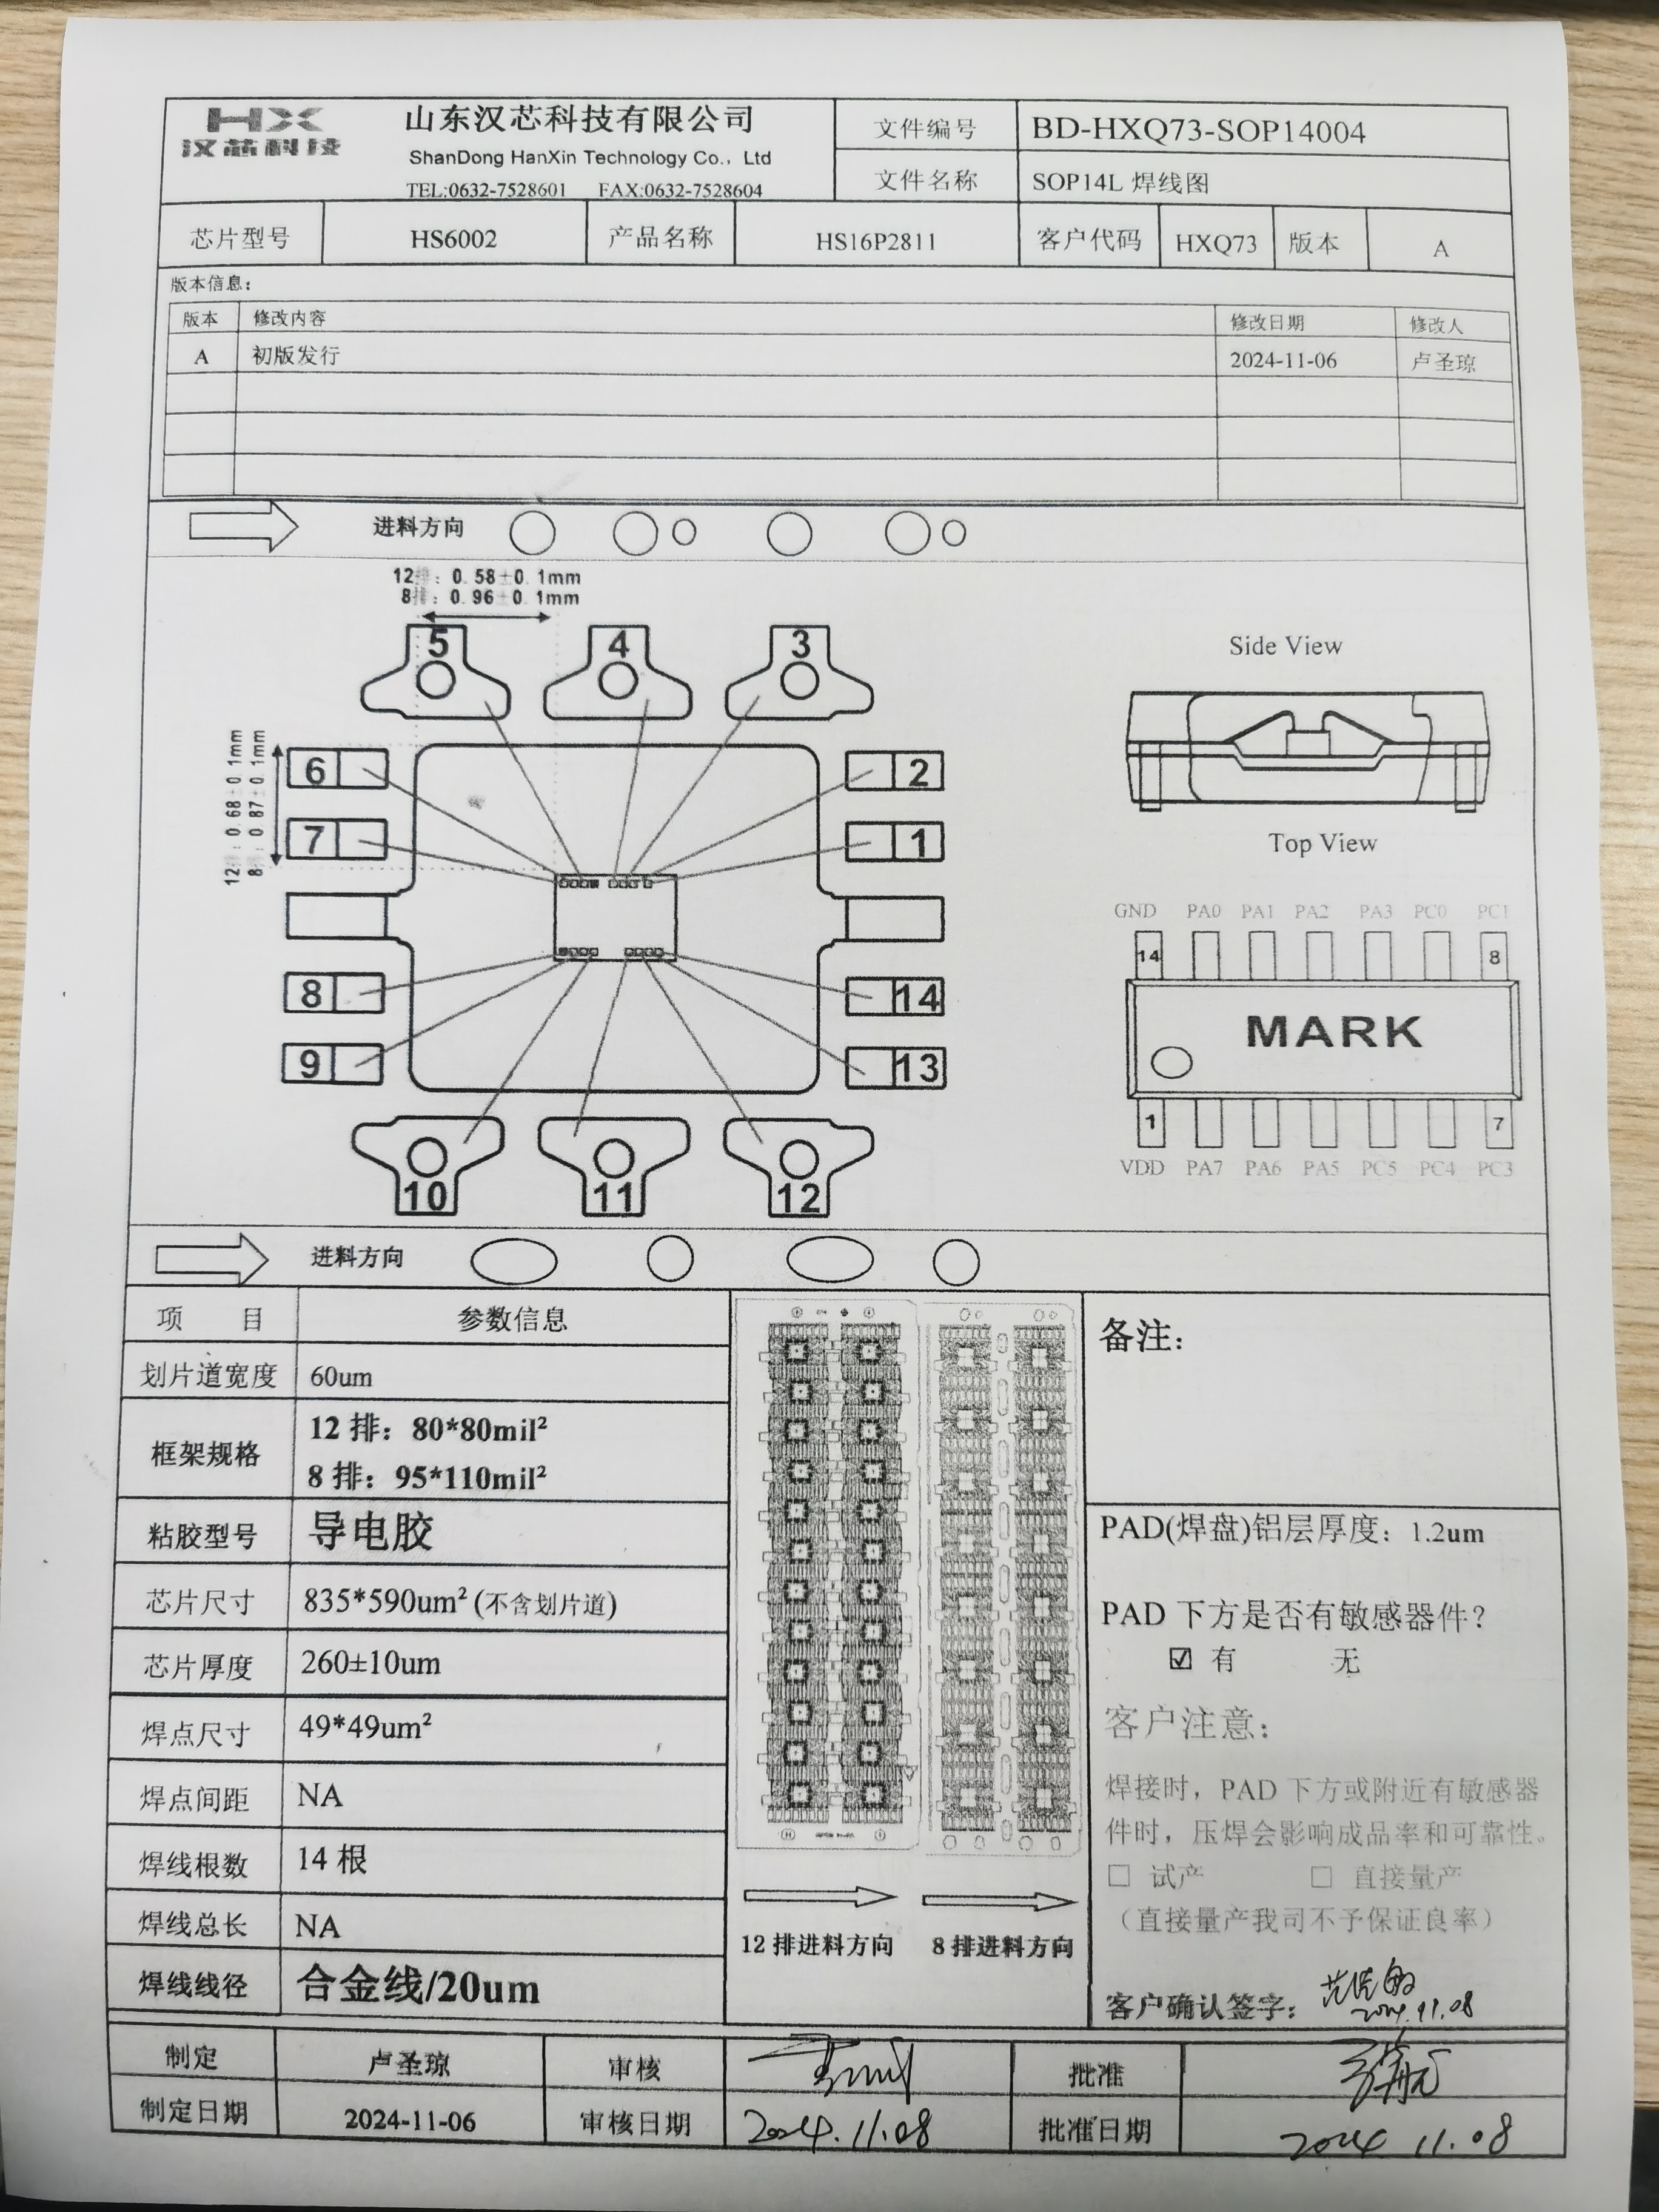 HX
汉芯科技
山东汉芯科技有限公司
ShanDong HanXin Technology Co., Ltd
TEL:0632-7528601 FAX:0632-7528604
文件编号 BD-HXQ73-SOP14004
文件名称 SOP14L 焊线图
芯片型号 HS6002 产品名称 HS16P2811 客户代码 HXQ73 版本 A
版本信息：
版本 修改内容 修改日期 修改人
A 初版发行 2024-11-06 卢圣琼
进料方向
12排：0.58±0.1mm
8排：0.96±0.1mm
12排：0.68±0.1mm
8排：0.87±0.1mm
5 4 3
6 2
7 1
8 14
9 13
10 11 12
Side View
Top View
GND PA0 PA1 PA2 PA3 PC0 PC1
14 8
MARK
1 7
VDD PA7 PA6 PA5 PC5 PC4 PC3
进料方向
项 目 参数信息
划片道宽度 60um
框架规格 12 排：80*80mil²
8 排：95*110mil²
粘胶型号 导电胶
芯片尺寸 835*590um² (不含划片道)
芯片厚度 260±10um
焊点尺寸 49*49um²
焊点间距 NA
焊线根数 14 根
焊线总长 NA
焊线线径 合金线/20um
12 排进料方向 8 排进料方向
备注：
PAD(焊盘)铝层厚度：1.2um
PAD 下方是否有敏感器件？
☑ 有 无
客户注意：
焊接时，PAD 下方或附近有敏感器
件时，压焊会影响成品率和可靠性。
□ 试产 □ 直接量产
（直接量产我司不予保证良率）
客户确认签字：
2024.11.08
制定 卢圣琼 审核 批准
制定日期 2024-11-06 审核日期 2024.11.08 批准日期 2024 11.08